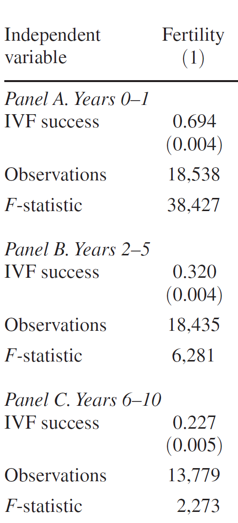 Independent Fertility
variable (1)
Panel A. Years 0–1
IVF success 0.694
(0.004)
Observations 18,538
F-statistic 38,427
Panel B. Years 2–5
IVF success 0.320
(0.004)
Observations 18,435
F-statistic 6,281
Panel C. Years 6–10
IVF success 0.227
(0.005)
Observations 13,779
F-statistic 2,273